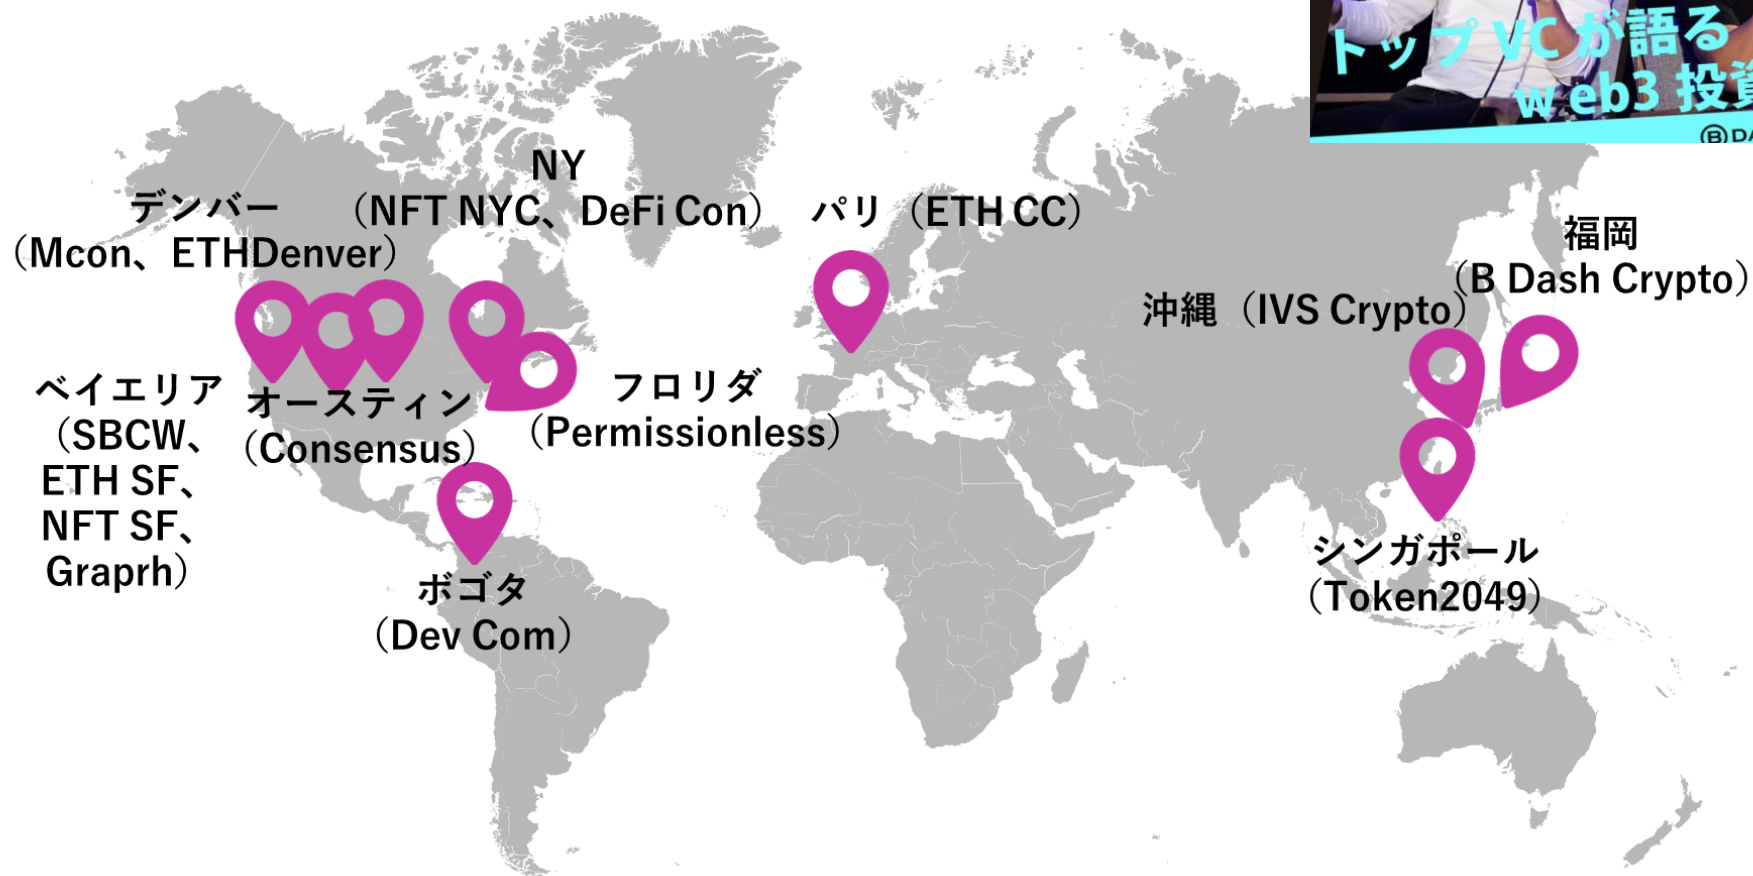 トップVCが語る
web3 投資
NY
（NFT NYC、DeFi Con）
デンバー
（Mcon、ETHDenver）
パリ（ETH CC）
福岡
（B Dash Crypto）
沖縄（IVS Crypto）
ベイエリア
（SBCW、
ETH SF、
NFT SF、
Graprh）
オースティン
（Consensus）
フロリダ
（Permissionless）
ボゴタ
（Dev Com）
シンガポール
（Token2049）